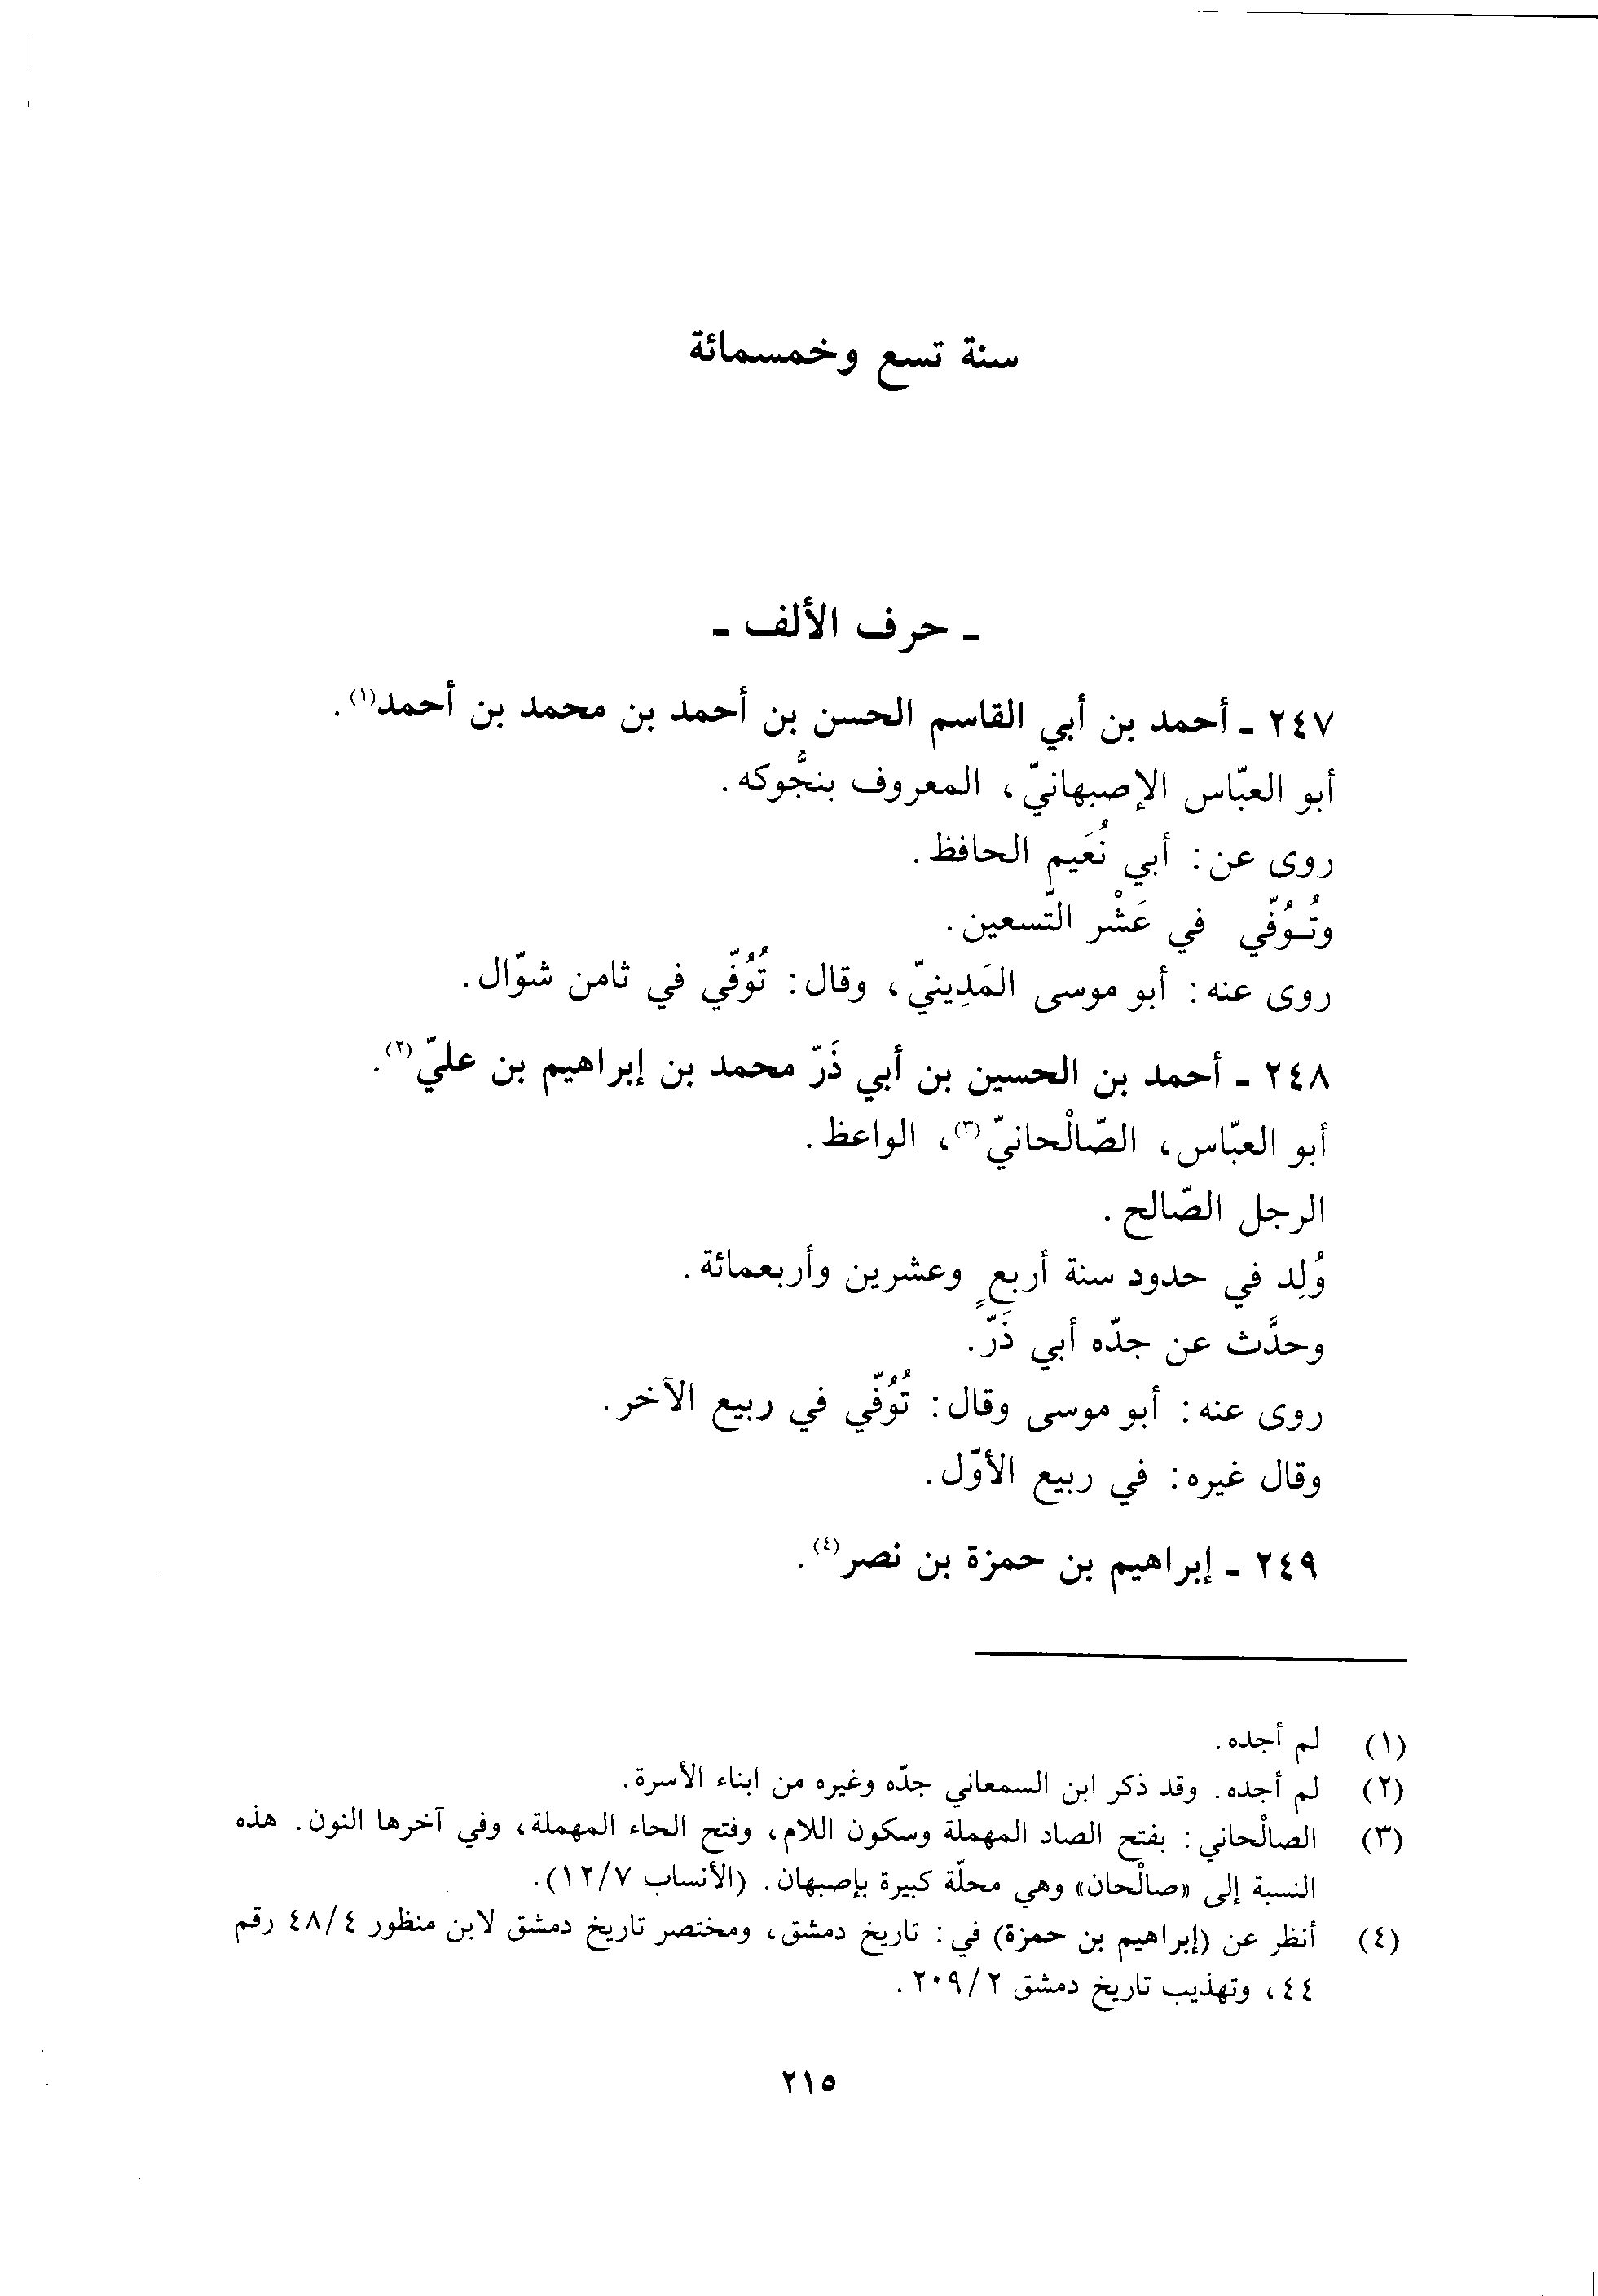 سنة تسع وخمسمائة
ـ حرف الألف ـ
٢٤٧ ـ أحمد بن أبي القاسم الحسن بن أحمد بن محمد بن أحمد(١).
أبو العبّاس الإصبهانيّ، المعروف بنجُّوكه.
روى عن: أبي نُعَيم الحافظ.
وتُـوُفّي في عَشْر التّسعين.
روى عنه: أبو موسى المَدِينيّ، وقال: تُوُفّي في ثامن شوّال.
٢٤٨ ـ أحمد بن الحسين بن أبي ذَرّ محمد بن إبراهيم بن عليّ(٢).
أبو العبّاس، الصّالْحانيّ(٣)، الواعظ.
الرجل الصّالح.
وُلِد في حدود سنة أربعٍ وعشرين وأربعمائة.
وحدَّث عن جدّه أبي ذَرّ.
روى عنه: أبو موسى وقال: تُوُفّي في ربيع الآخر.
وقال غيره: في ربيع الأوّل.
٢٤٩ ـ إبراهيم بن حمزة بن نصر(٤).
(١) لم أجده.
(٢) لم أجده. وقد ذكر ابن السمعاني جدّه وغيره من ابناء الأسرة.
(٣) الصالْحاني: بفتح الصاد المهملة وسكون اللام، وفتح الحاء المهملة، وفي آخرها النون. هذه
النسبة إلى «صالْحان» وهي محلّة كبيرة بإصبهان. (الأنساب ١٢/٧).
(٤) أنظر عن (إبراهيم بن حمزة) في: تاريخ دمشق، ومختصر تاريخ دمشق لابن منظور ٤٨/٤ رقم
٤٤، وتهذيب تاريخ دمشق ٢٠٩/٢.
٢١٥